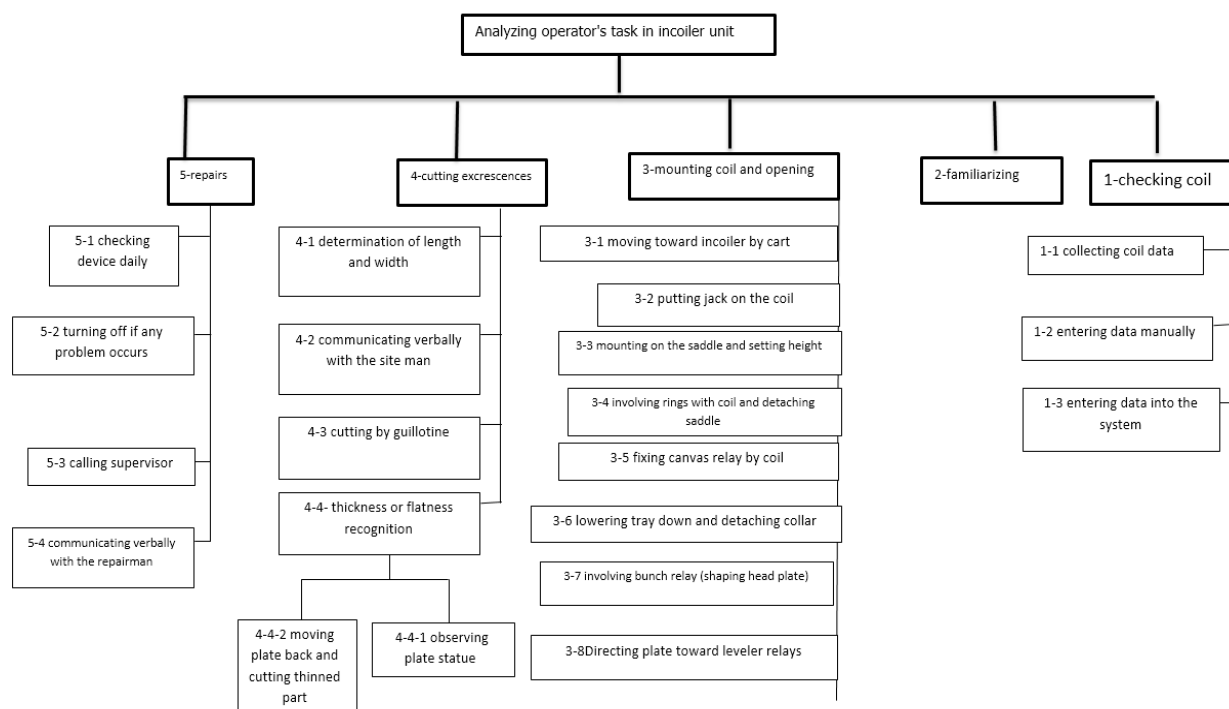 Analyzing operator's task in incoiler unit
5-repairs
4-cutting excrescences
3-mounting coil and opening
2-familiarizing
1-checking coil
5-1 checking
device daily
5-2 turning off if any
problem occurs
5-3 calling supervisor
5-4 communicating verbally
with the repairman
4-1 determination of length
and width
4-2 communicating verbally
with the site man
4-3 cutting by guillotine
4-4- thickness or flatness
recognition
4-4-2 moving
plate back and
cutting thinned
part
4-4-1 observing
plate statue
3-1 moving toward incoiler by cart
3-2 putting jack on the coil
3-3 mounting on the saddle and setting height
3-4 involving rings with coil and detaching
saddle
3-5 fixing canvas relay by coil
3-6 lowering tray down and detaching collar
3-7 involving bunch relay (shaping head plate)
3-8Directing plate toward leveler relays
1-1 collecting coil data
1-2 entering data manually
1-3 entering data into the
system